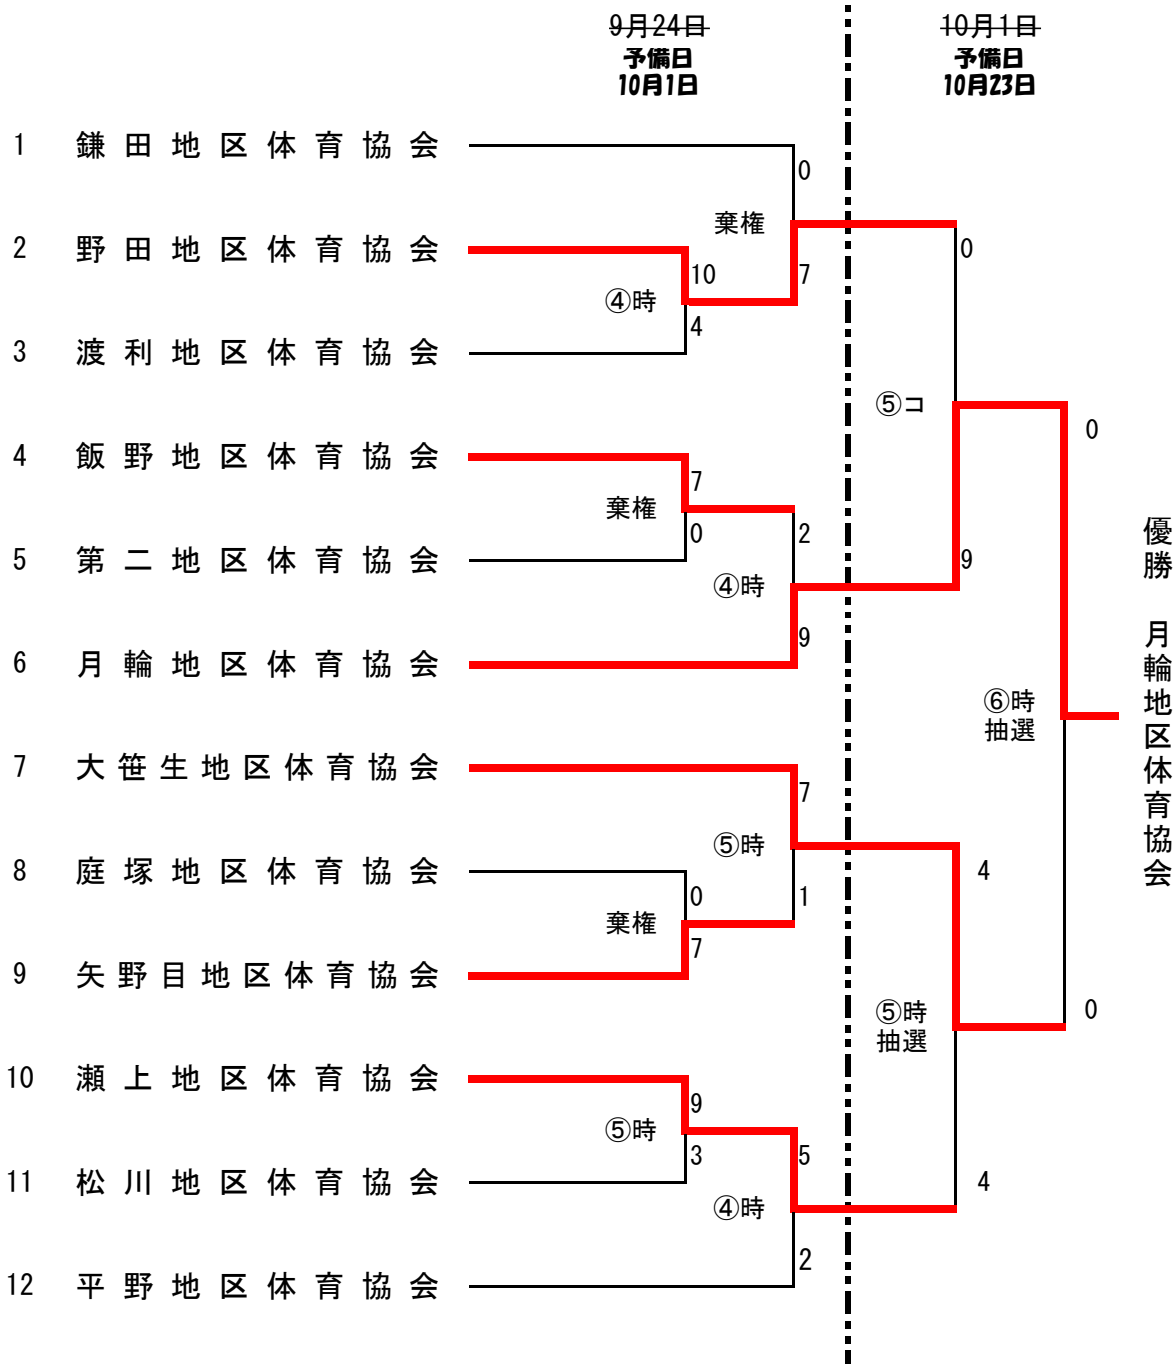 9月24日
予備日
10月1日
10月1日
予備日
10月23日
1 鎌田地区体育協会
0
棄権
0
2 野田地区体育協会
10
7
④時
4
3 渡利地区体育協会
⑤コ
0
4 飯野地区体育協会
7
棄権
0
2
5 第二地区体育協会
9
④時
9
6 月輪地区体育協会
⑥時
抽選
優勝 月輪地区体育協会
7 大笹生地区体育協会
7
⑤時
4
8 庭塚地区体育協会
0
1
棄権
7
9 矢野目地区体育協会
⑤時
抽選
0
10 瀬上地区体育協会
9
⑤時
3
5
11 松川地区体育協会
4
④時
2
12 平野地区体育協会